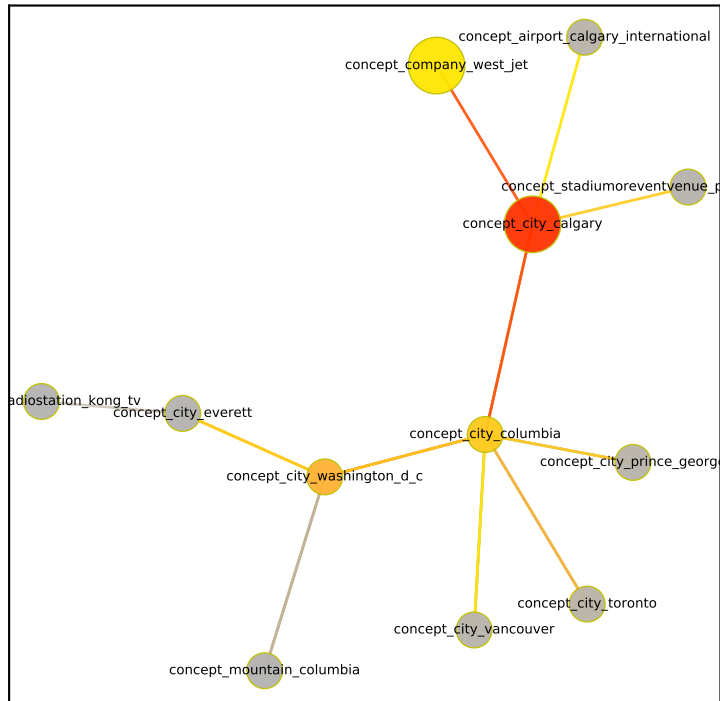 concept_airport_calgary_international
concept_company_west_jet
concept_stadiumoreventvenue_p
concept_city_calgary
adiostation_kong_tv
concept_city_everett
concept_city_columbia
concept_city_prince_george
concept_city_washington_d_c
concept_city_toronto
concept_city_vancouver
concept_mountain_columbia